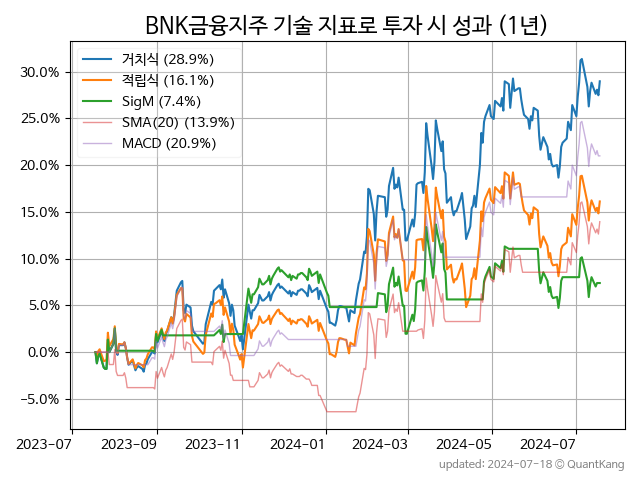 BNK금융지주 기술 지표로 투자 시 성과 (1년)
거치식 (28.9%)
적립식 (16.1%)
SigM (7.4%)
SMA(20) (13.9%)
MACD (20.9%)
30.0%
25.0%
20.0%
15.0%
10.0%
5.0%
0.0%
−5.0%
2023-07 2023-09 2023-11 2024-01 2024-03 2024-05 2024-07
updated: 2024-07-18 © QuantKang